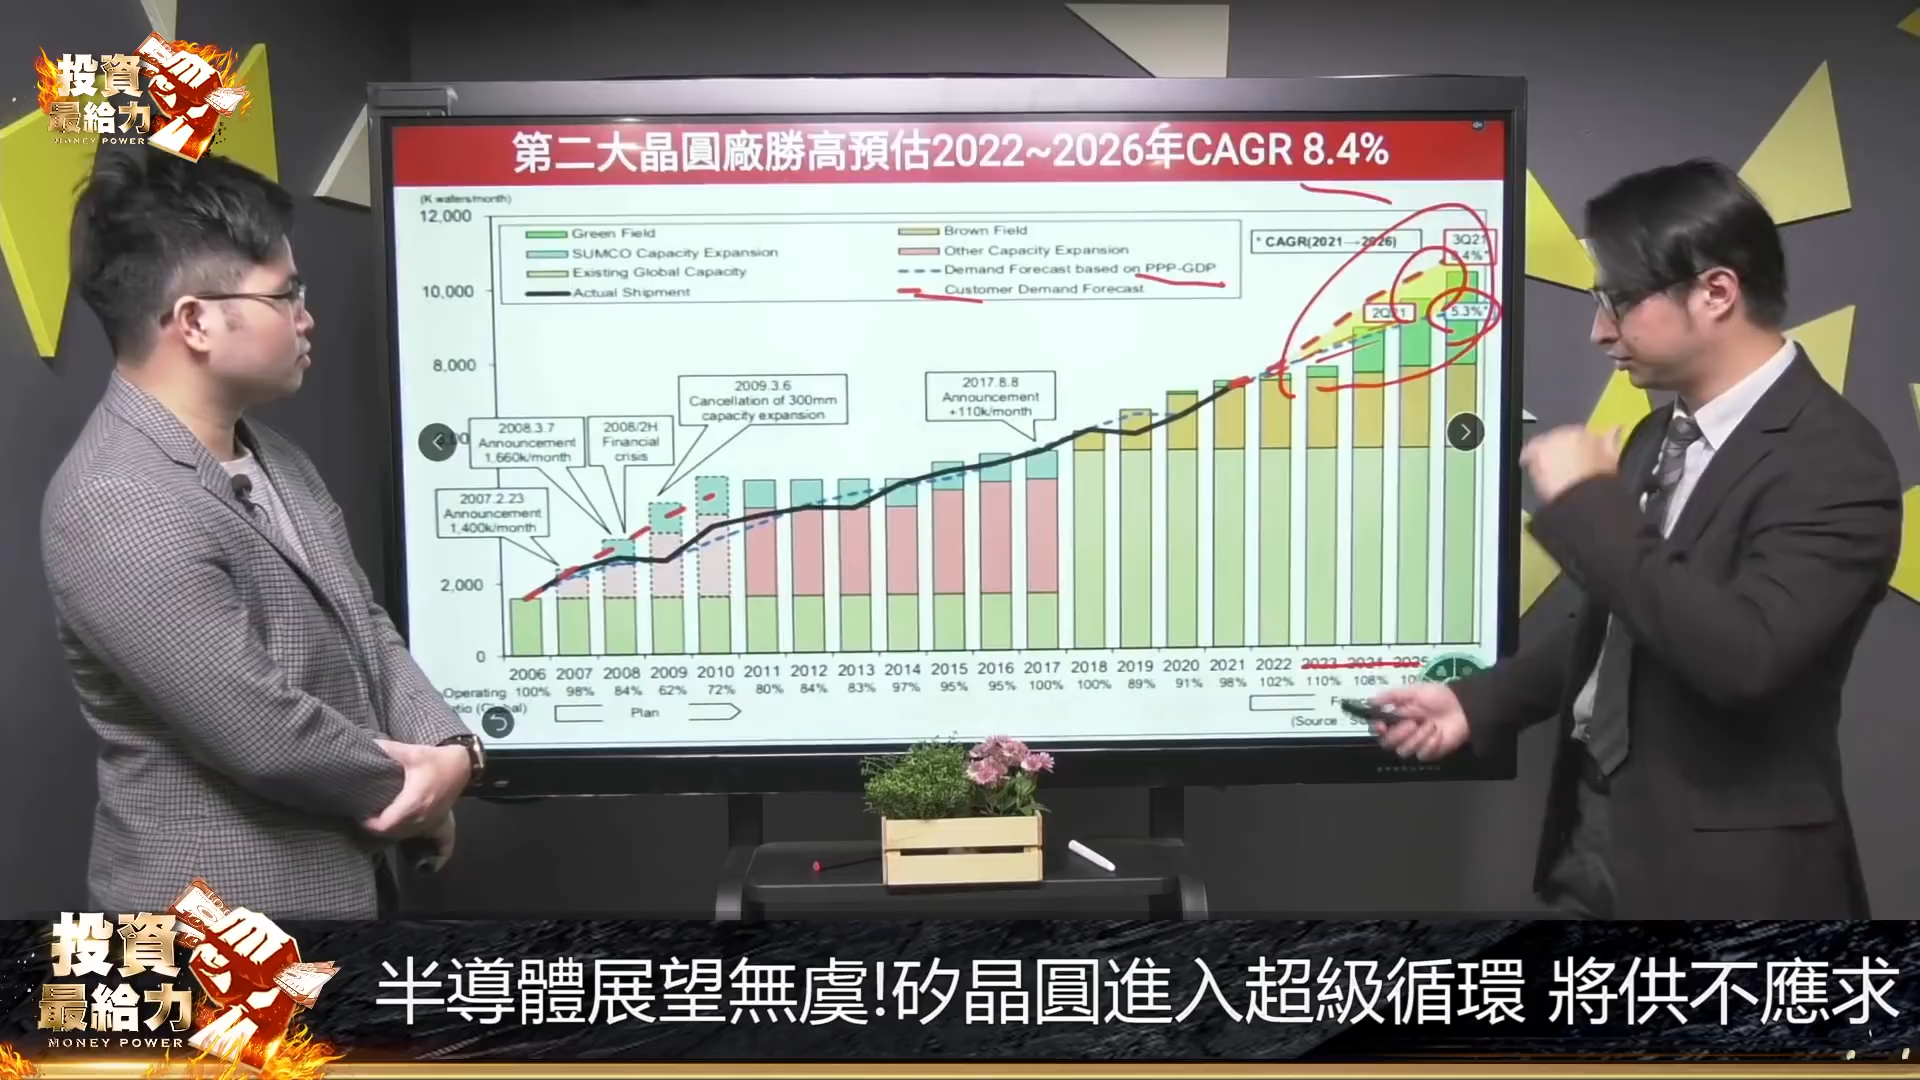 投資
最給力
MONEY POWER
第二大晶圓廠勝高預估2022~2026年CAGR 8.4%
(K wafers/month)
12,000
10,000
8,000
2,000
0
Green Field
Brown Field
SUMCO Capacity Expansion
Other Capacity Expansion
Existing Global Capacity
Demand Forecast based on PPP-GDP
Actual Shipment
Customer Demand Forecast
* CAGR(2021→2026)
3Q21
2Q21
5.3%*
2007.2.23
Announcement
1,400k/month
2008.3.7
Announcement
1,660k/month
2008/2H
Financial
crisis
2009.3.6
Cancellation of 300mm
capacity expansion
2017.8.8
Announcement
+110k/month
2006 2007 2008 2009 2010 2011 2012 2013 2014 2015 2016 2017 2018 2019 2020 2021 2022 2023 2024 2025
Operating 100% 98% 84% 62% 72% 80% 84% 83% 97% 95% 95% 100% 100% 89% 91% 98% 102% 110% 108%
Plan
(Source
投資
最給力
MONEY POWER
半導體展望無虞!矽晶圓進入超級循環 將供不應求